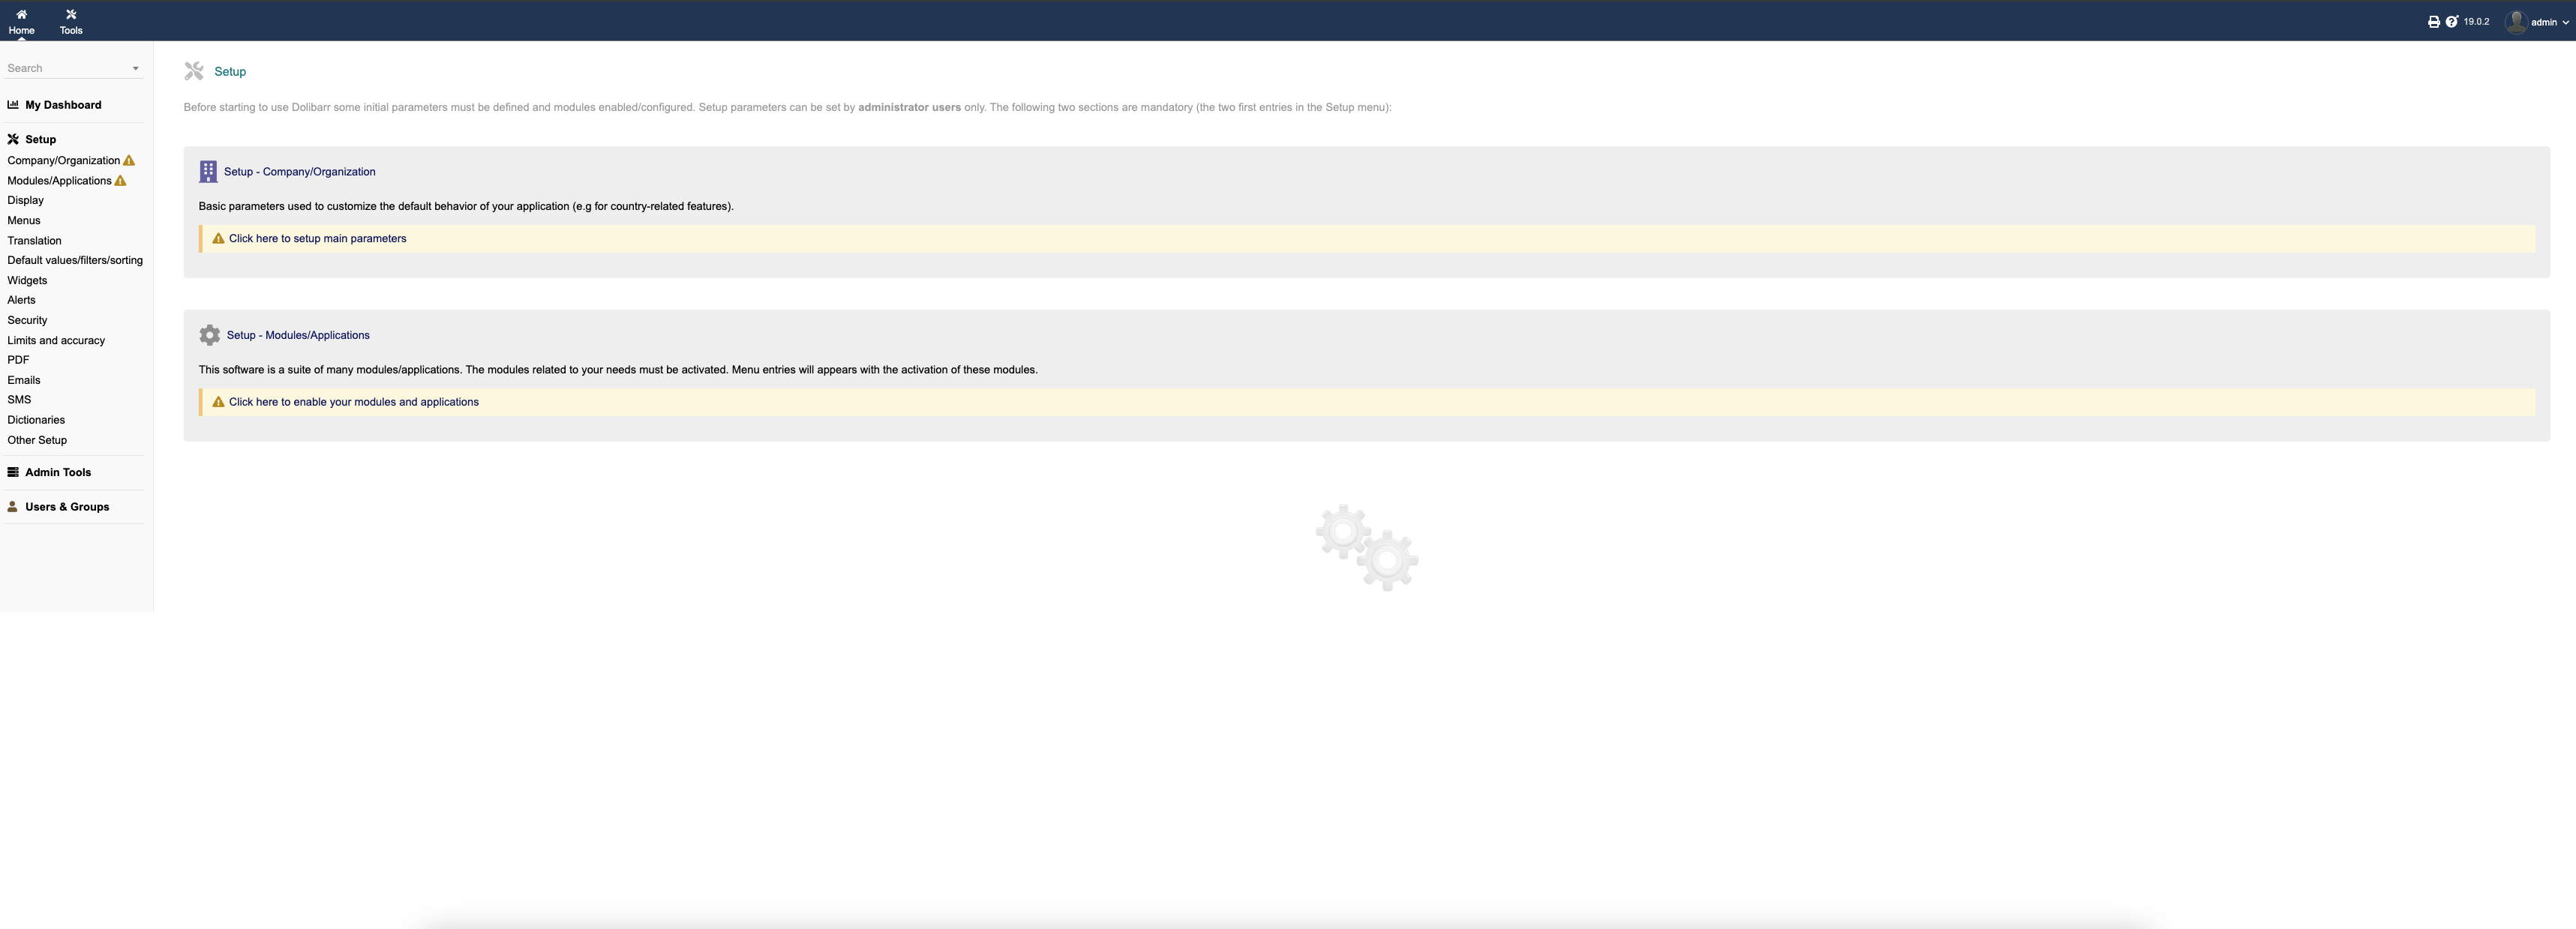 Home
Tools
19.0.2
admin
Search
My Dashboard
Setup
Company/Organization
Modules/Applications
Display
Menus
Translation
Default values/filters/sorting
Widgets
Alerts
Security
Limits and accuracy
PDF
Emails
SMS
Dictionaries
Other Setup
Admin Tools
Users & Groups
Setup
Before starting to use Dolibarr some initial parameters must be defined and modules enabled/configured. Setup parameters can be set by administrator users only. The following two sections are mandatory (the two first entries in the Setup menu):
Setup - Company/Organization
Basic parameters used to customize the default behavior of your application (e.g for country-related features).
Click here to setup main parameters
Setup - Modules/Applications
This software is a suite of many modules/applications. The modules related to your needs must be activated. Menu entries will appears with the activation of these modules.
Click here to enable your modules and applications